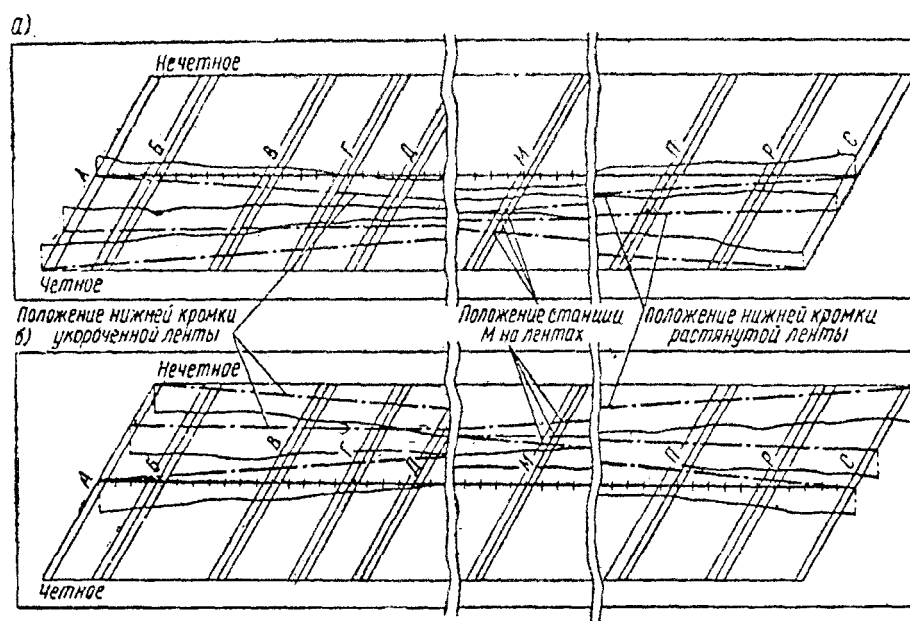 а)
Нечетное
А Б В Г Д М П Р С
Четное
Положение нижней кромки
укороченной ленты
Положение станции
М на лентах
Положение нижней кромки
растянутой ленты
б)
Нечетное
А Б В Г Д М П Р С
Четное